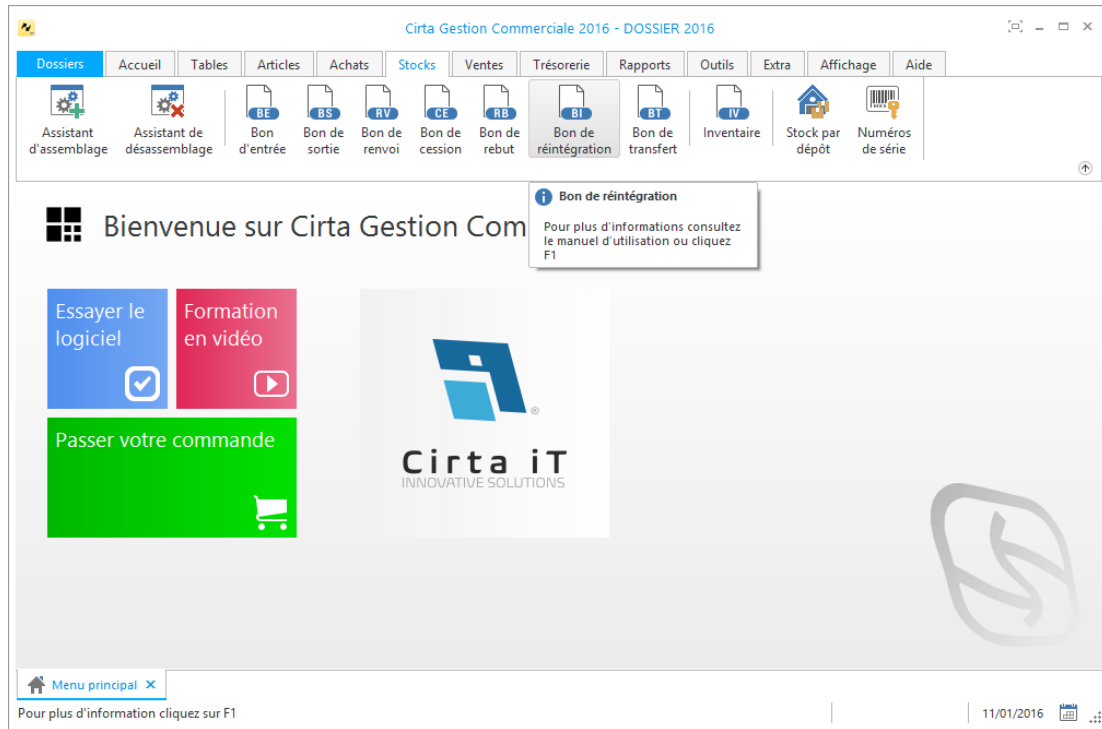 Cirta Gestion Commerciale 2016 - DOSSIER 2016
Dossiers Accueil Tables Articles Achats Stocks Ventes Trésorerie Rapports Outils Extra Affichage Aide
BE BS RV CE RB BI BT IV
Assistant Assistant de Bon Bon de Bon de Bon de Bon de Bon de Bon de Inventaire Stock par Numéros
d'assemblage désassemblage d'entrée sortie renvoi cession rebut réintégration transfert dépôt de série
Bon de réintégration
Pour plus d'informations consultez
le manuel d'utilisation ou cliquez
F1
Bienvenue sur Cirta Gestion Com
Essayer le
logiciel
Formation
en vidéo
Passer votre commande
Cirta iT
INNOVATIVE SOLUTIONS
Menu principal
Pour plus d'information cliquez sur F1
11/01/2016